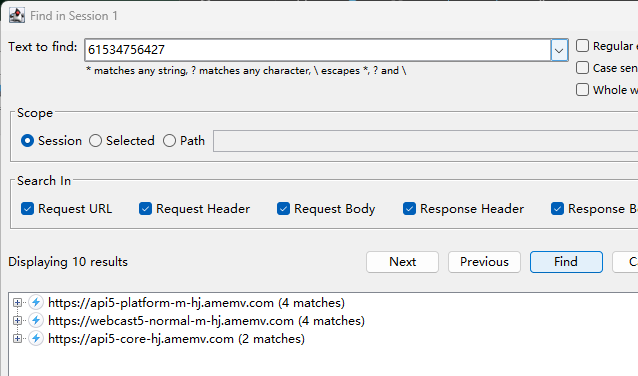 Find in Session 1
Text to find: 61534756427 Regular e
* matches any string, ? matches any character, \ escapes *, ? and \ Case sen
Whole w
Scope
Session Selected Path
Search In
Request URL Request Header Request Body Response Header Response B
Displaying 10 results Next Previous Find C
https://api5-platform-m-hj.amemv.com (4 matches)
https://webcast5-normal-m-hj.amemv.com (4 matches)
https://api5-core-hj.amemv.com (2 matches)